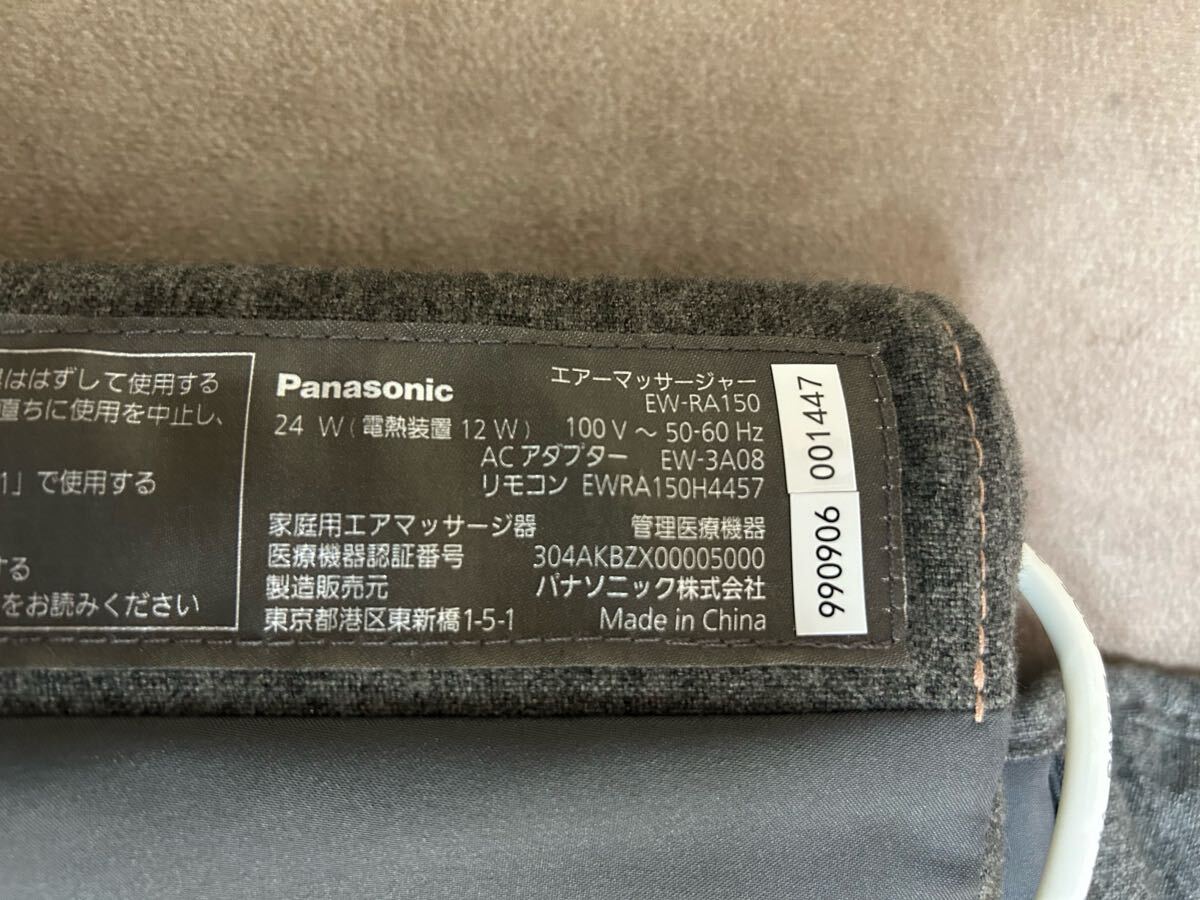 はずして使用する
直ちに使用を中止し、
1」で使用する
する
をお読みください
Panasonic
エアーマッサージャー
EW-RA150
24 W(電熱装置 12 W) 100 V ～ 50-60 Hz
ACアダプター EW-3A08
リモコン EWRA150H4457
家庭用エアマッサージ器 管理医療機器
医療機器認証番号 304AKBZX00005000
製造販売元 パナソニック株式会社
東京都港区東新橋1-5-1 Made in China
990906 001447